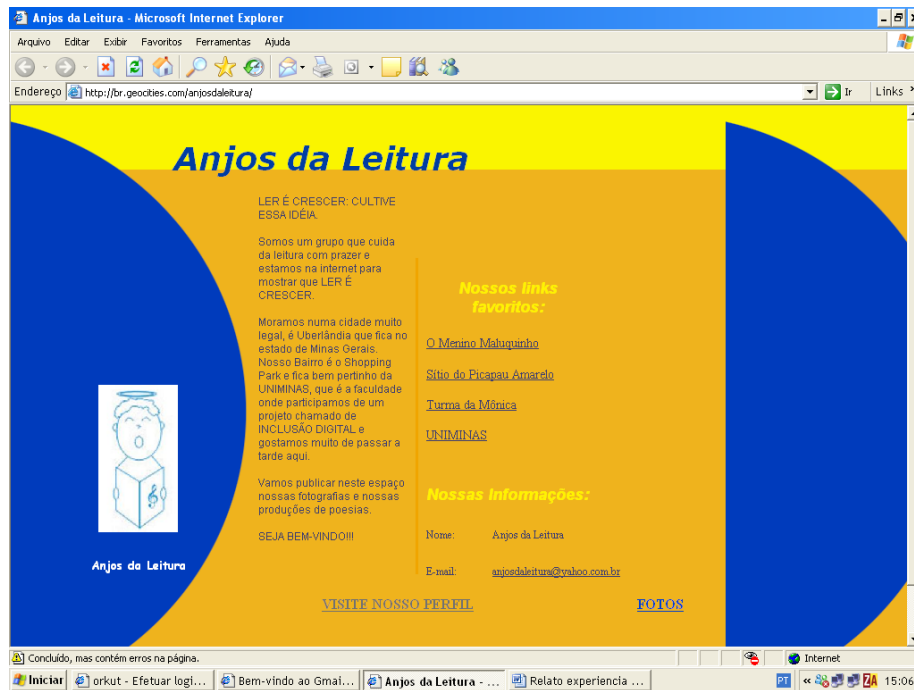 Anjos da Leitura - Microsoft Internet Explorer
Arquivo Editar Exibir Favoritos Ferramentas Ajuda
Endereço http://br.geocities.com/anjosdaleitura/ Ir Links
Anjos da Leitura
LER É CRESCER: CULTIVE
ESSA IDÉIA.
Somos um grupo que cuida
da leitura com prazer e
estamos na internet para
mostrar que LER É
CRESCER.
Moramos numa cidade muito
legal, é Uberlândia que fica no
estado de Minas Gerais.
Nosso Bairro é o Shopping
Park e fica bem pertinho da
UNIMINAS, que é a faculdade
onde participamos de um
projeto chamado de
INCLUSÃO DIGITAL e
gostamos muito de passar a
tarde aqui.
Vamos publicar neste espaço
nossas fotografias e nossas
produções de poesias.
SEJA BEM-VINDO!!!
Anjos da Leitura
Nossos links
favoritos:
O Menino Maluquinho
Sítio do Picapau Amarelo
Turma da Mônica
UNIMINAS
Nossas Informações:
Nome: Anjos da Leitura
E-mail: anjosdaleitura@yahoo.com.br
VISITE NOSSO PERFIL FOTOS
Concluído, mas contém erros na página. Internet
Iniciar orkut - Efetuar logi... Bem-vindo ao Gmai... Anjos da Leitura - ... Relato experiencia ... PT « 15:06